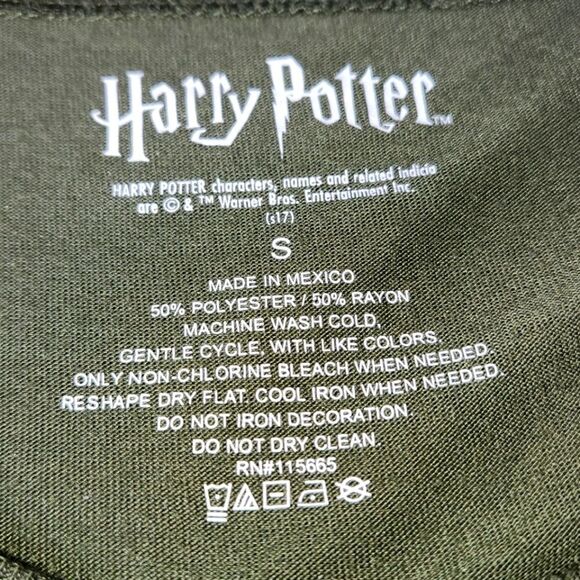 Harry Potter™
HARRY POTTER characters, names and related indicia
are © & ™ Warner Bros. Entertainment Inc.
(s17)
S
MADE IN MEXICO
50% POLYESTER / 50% RAYON
MACHINE WASH COLD,
GENTLE CYCLE, WITH LIKE COLORS,
ONLY NON-CHLORINE BLEACH WHEN NEEDED.
RESHAPE DRY FLAT. COOL IRON WHEN NEEDED.
DO NOT IRON DECORATION.
DO NOT DRY CLEAN.
RN#115665